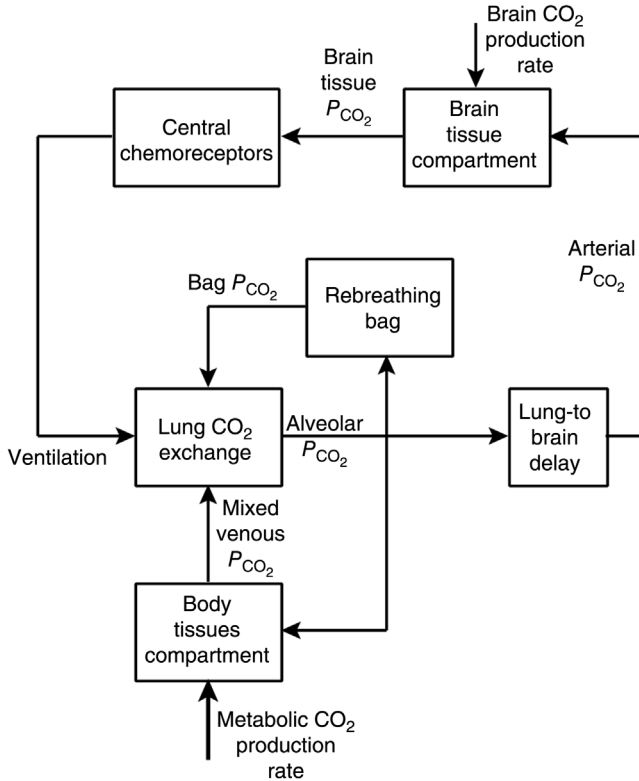 Brain CO2
production
rate
Brain
tissue
PCO2
Central
chemoreceptors
Brain
tissue
compartment
Arterial
PCO2
Bag PCO2
Rebreathing
bag
Ventilation
Lung CO2
exchange
Alveolar
PCO2
Lung-to
brain
delay
Mixed
venous
PCO2
Body
tissues
compartment
Metabolic CO2
production
rate